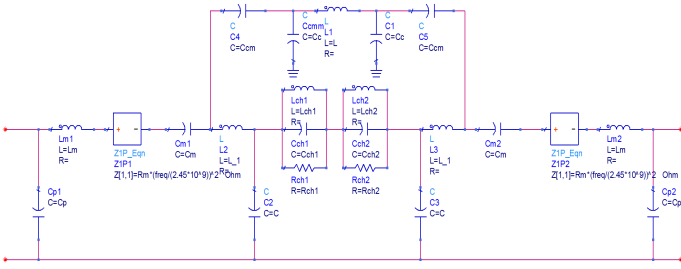 C
C4
C=Ccm
C
Ccmm
C=Cc
L
L1
L=L
R=
C
C1
C=Cc
C
C5
C=Ccm
Lm1
L=Lm
R=
Z1P_Eqn
Z1P1
Z[1,1]=Rm*(freq/(2.45*10^9))^2 Ohm
Cm1
C=Cm
L
L2
L=L_1
R=
Lch1
L=Lch1
R=
Cch1
C=Cch1
Rch1
R=Rch1
Lch2
L=Lch2
R=
Cch2
C=Cch2
Rch2
R=Rch2
L
L3
L=L_1
R=
Cm2
C=Cm
Z1P_Eqn
Z1P2
Z[1,1]=Rm*(freq/(2.45*10^9))^2 Ohm
Lm2
L=Lm
R=
Cp1
C=Cp
C
C2
C=C
C
C3
C=C
Cp2
C=Cp